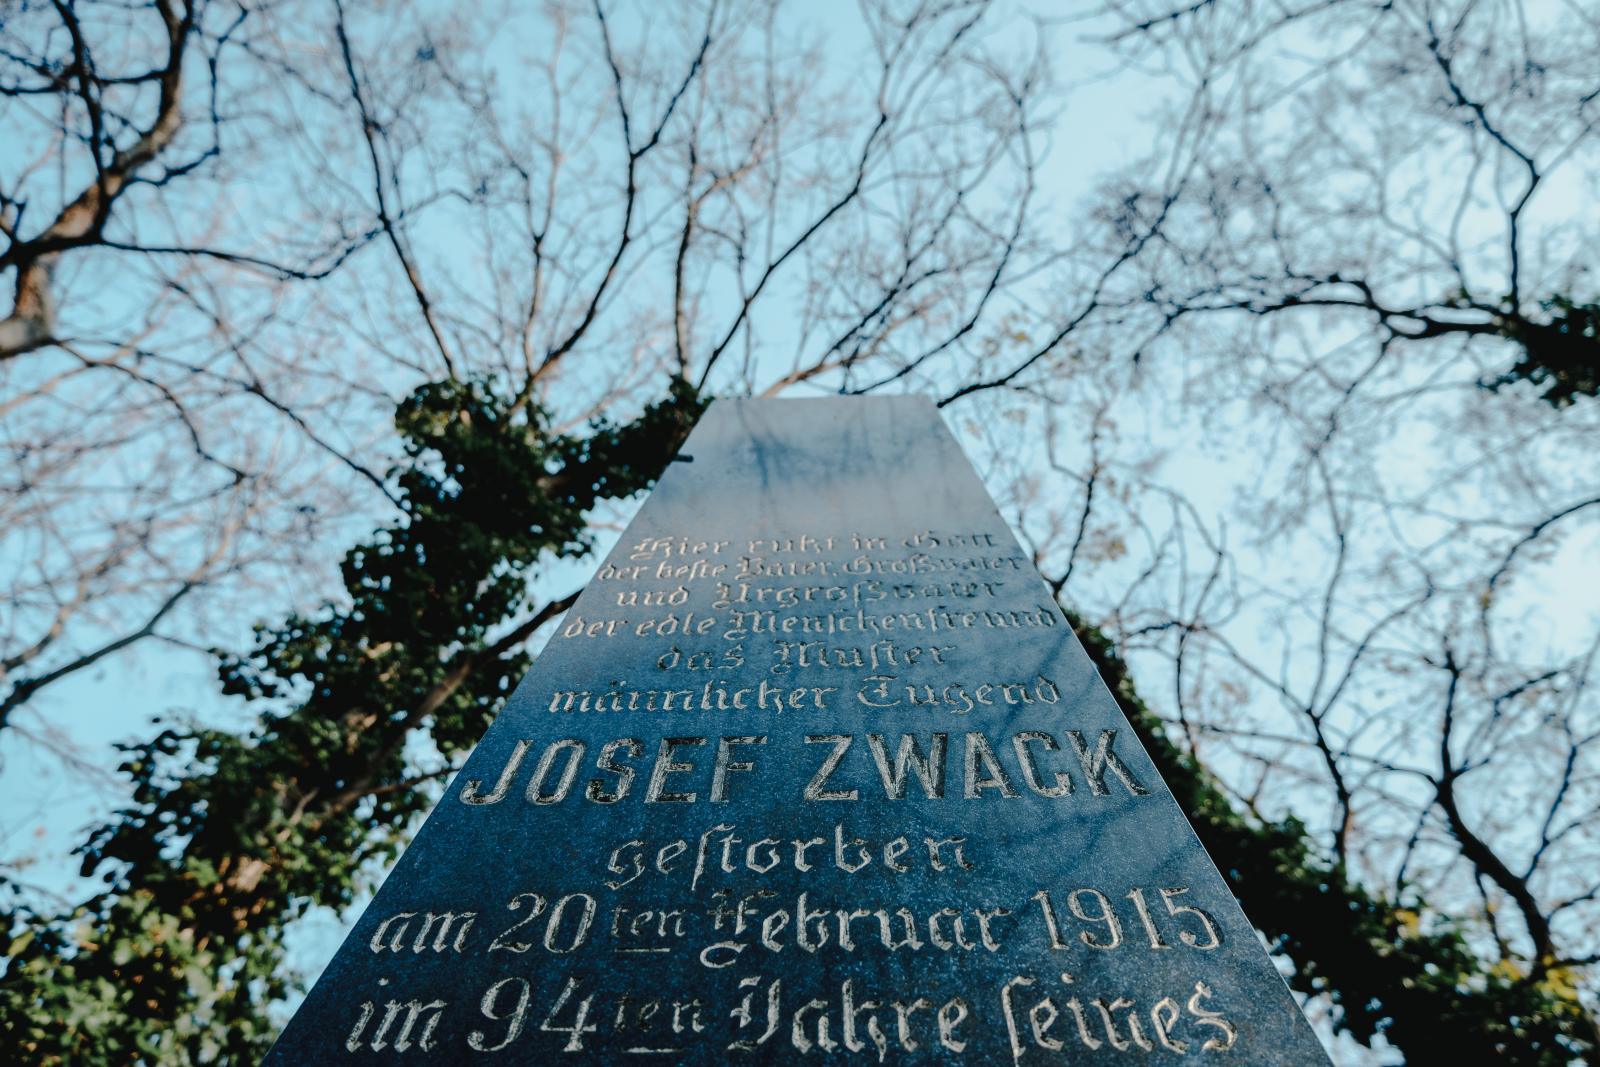 Hier ruht in Gott
der beste Vater, Großvater
und Urgroßvater
der edle Menschenfreund
das Muster
männlicher Tugend
JOSEF ZWACK
gestorben
am 20ten Februar 1915
im 94ten Jahre seines